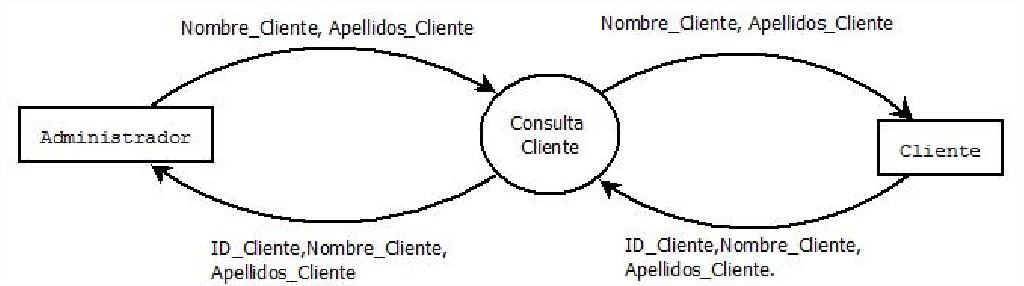 Nombre_Cliente, Apellidos_Cliente
Nombre_Cliente, Apellidos_Cliente
Administrador
Consulta
Cliente
Cliente
ID_Cliente,Nombre_Cliente,
Apellidos_Cliente
ID_Cliente,Nombre_Cliente,
Apellidos_Cliente.